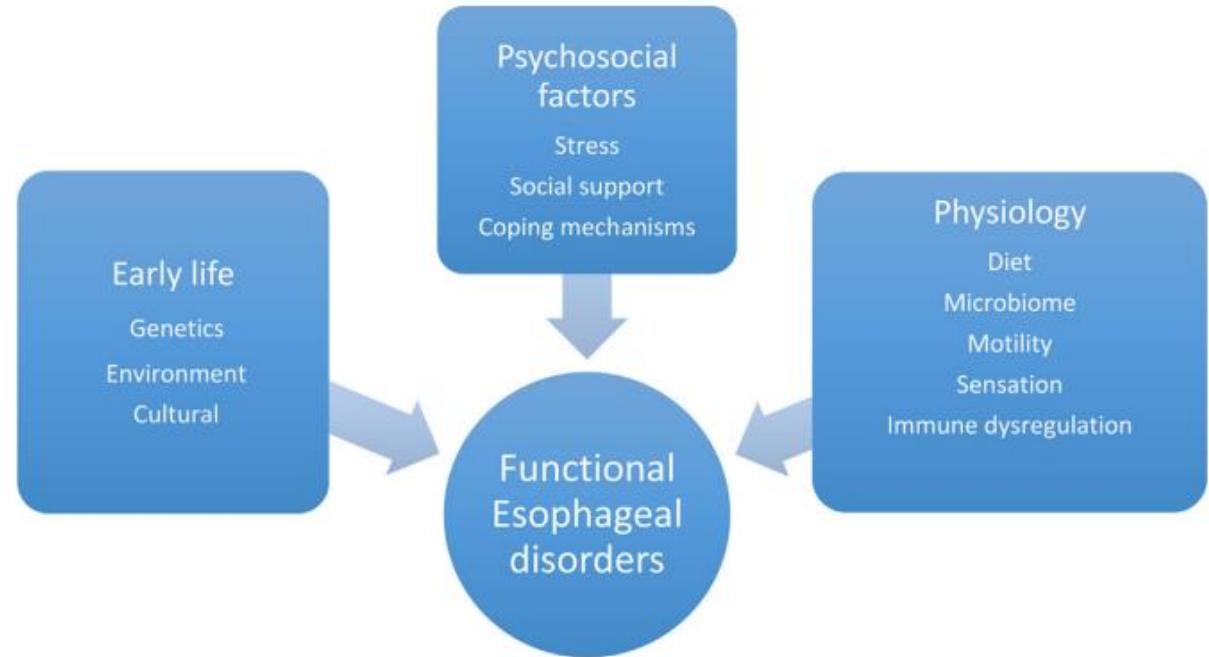 Psychosocial
factors
Stress
Social support
Coping mechanisms
Early life
Genetics
Environment
Cultural
Physiology
Diet
Microbiome
Motility
Sensation
Immune dysregulation
Functional
Esophageal
disorders